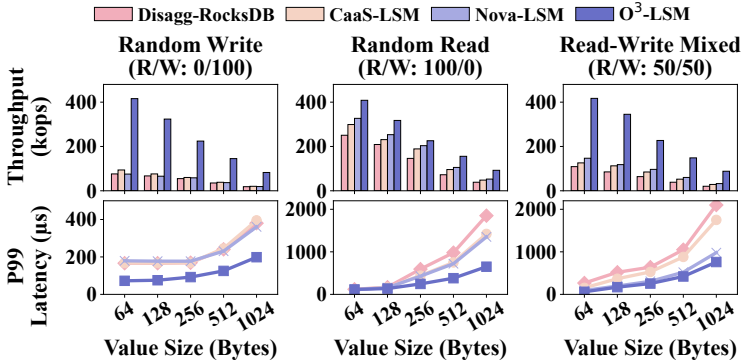 Disagg-RocksDB CaaS-LSM Nova-LSM O³-LSM
Random Write
(R/W: 0/100)
Random Read
(R/W: 100/0)
Read-Write Mixed
(R/W: 50/50)
Throughput
(kops)
400
200
0
400
200
0
400
200
0
P99
Latency (μs)
400
200
0
2000
1000
0
2000
1000
0
64 128 256 512 1024
64 128 256 512 1024
64 128 256 512 1024
Value Size (Bytes)
Value Size (Bytes)
Value Size (Bytes)